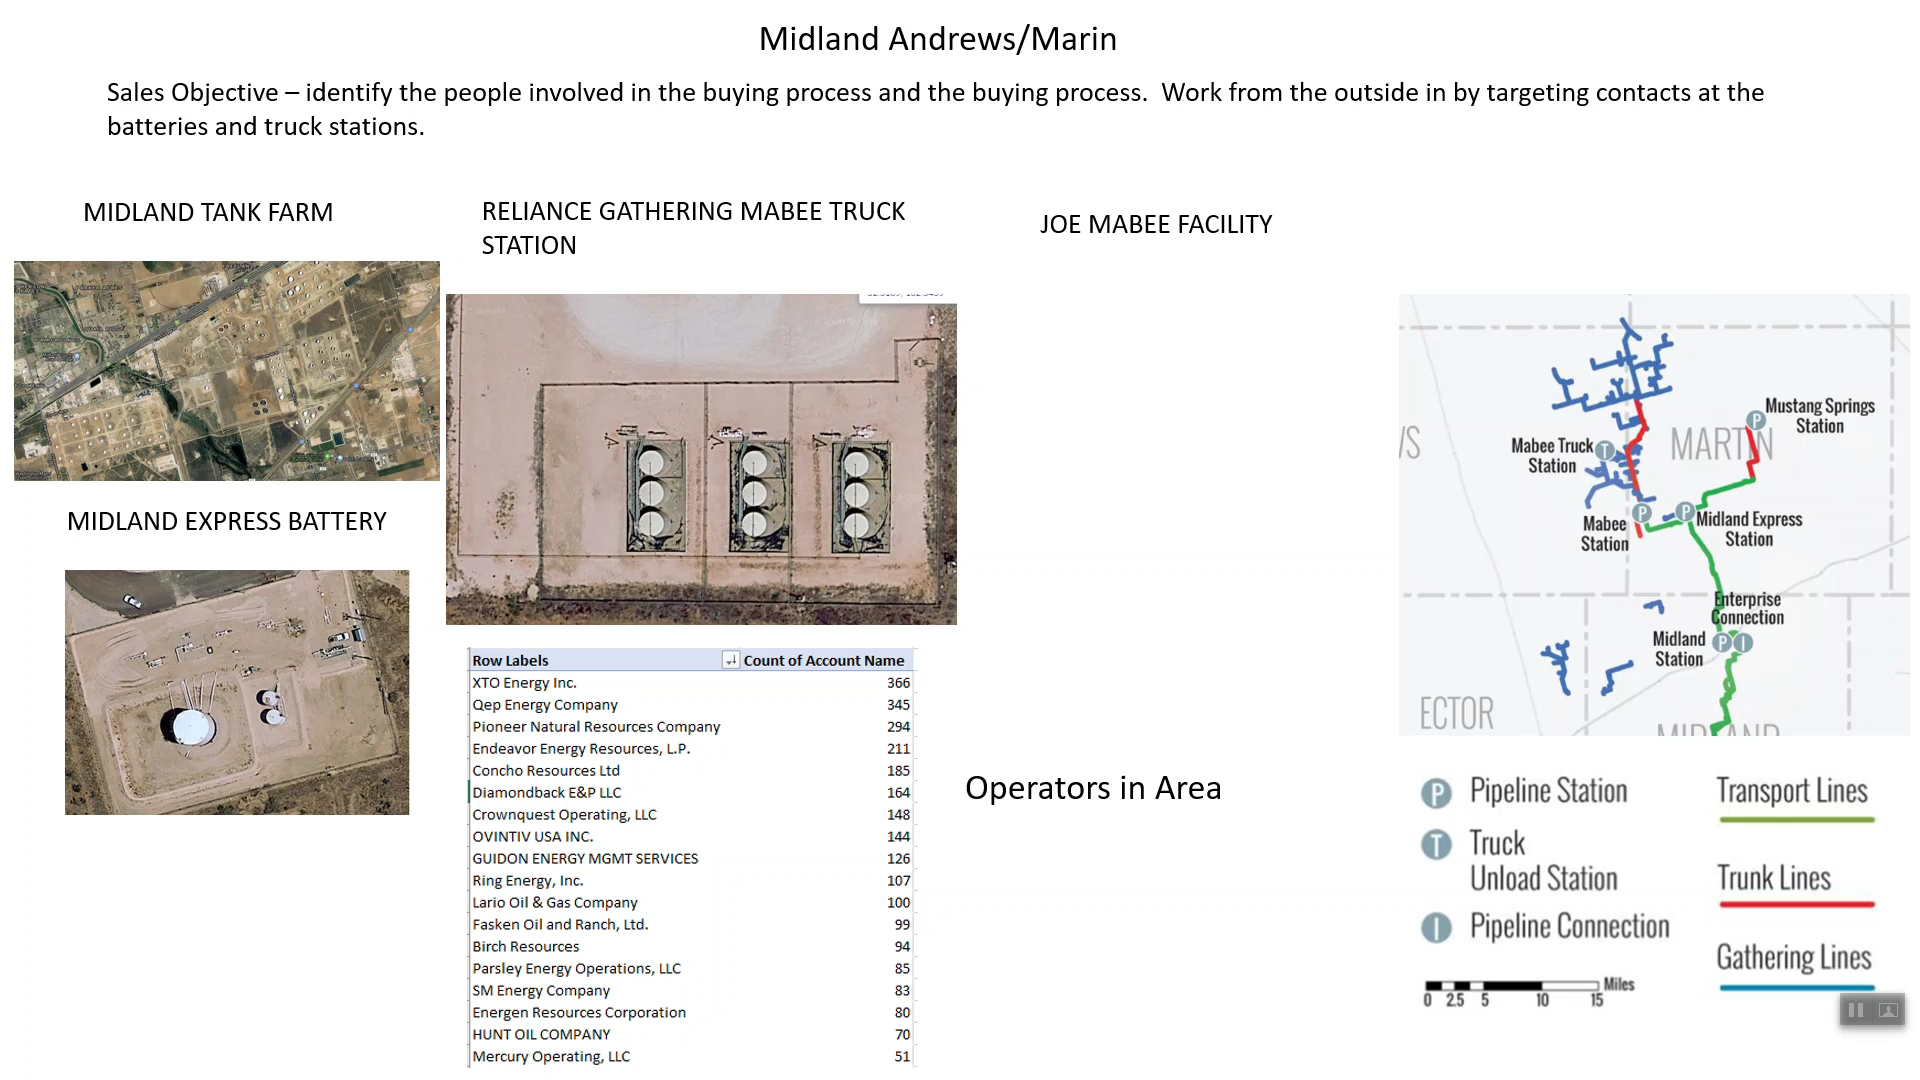 Midland Andrews/Marin
Sales Objective – identify the people involved in the buying process and the buying process.  Work from the outside in by targeting contacts at the
batteries and truck stations.
MIDLAND TANK FARM
RELIANCE GATHERING MABEE TRUCK
STATION
JOE MABEE FACILITY
MIDLAND EXPRESS BATTERY
Row Labels Count of Account Name
XTO Energy Inc. 366
Qep Energy Company 345
Pioneer Natural Resources Company 294
Endeavor Energy Resources, L.P. 211
Concho Resources Ltd 185
Diamondback E&P LLC 164
Crownquest Operating, LLC 148
OVINTIV USA INC. 144
GUIDON ENERGY MGMT SERVICES 126
Ring Energy, Inc. 107
Lario Oil & Gas Company 100
Fasken Oil and Ranch, Ltd. 99
Birch Resources 94
Parsley Energy Operations, LLC 85
SM Energy Company 83
Energen Resources Corporation 80
HUNT OIL COMPANY 70
Mercury Operating, LLC 51
Operators in Area
Mustang Springs
Station
MARTIN
WS
Mabee Truck
Station
T
P
Mabee
Station
P
P
Midland Express
Station
Enterprise
Connection
Midland
Station
P
I
ECTOR
MIDLAND
P Pipeline Station
T Truck
Unload Station
I Pipeline Connection
Transport Lines
Trunk Lines
Gathering Lines
Miles
0 2.5 5 10 15